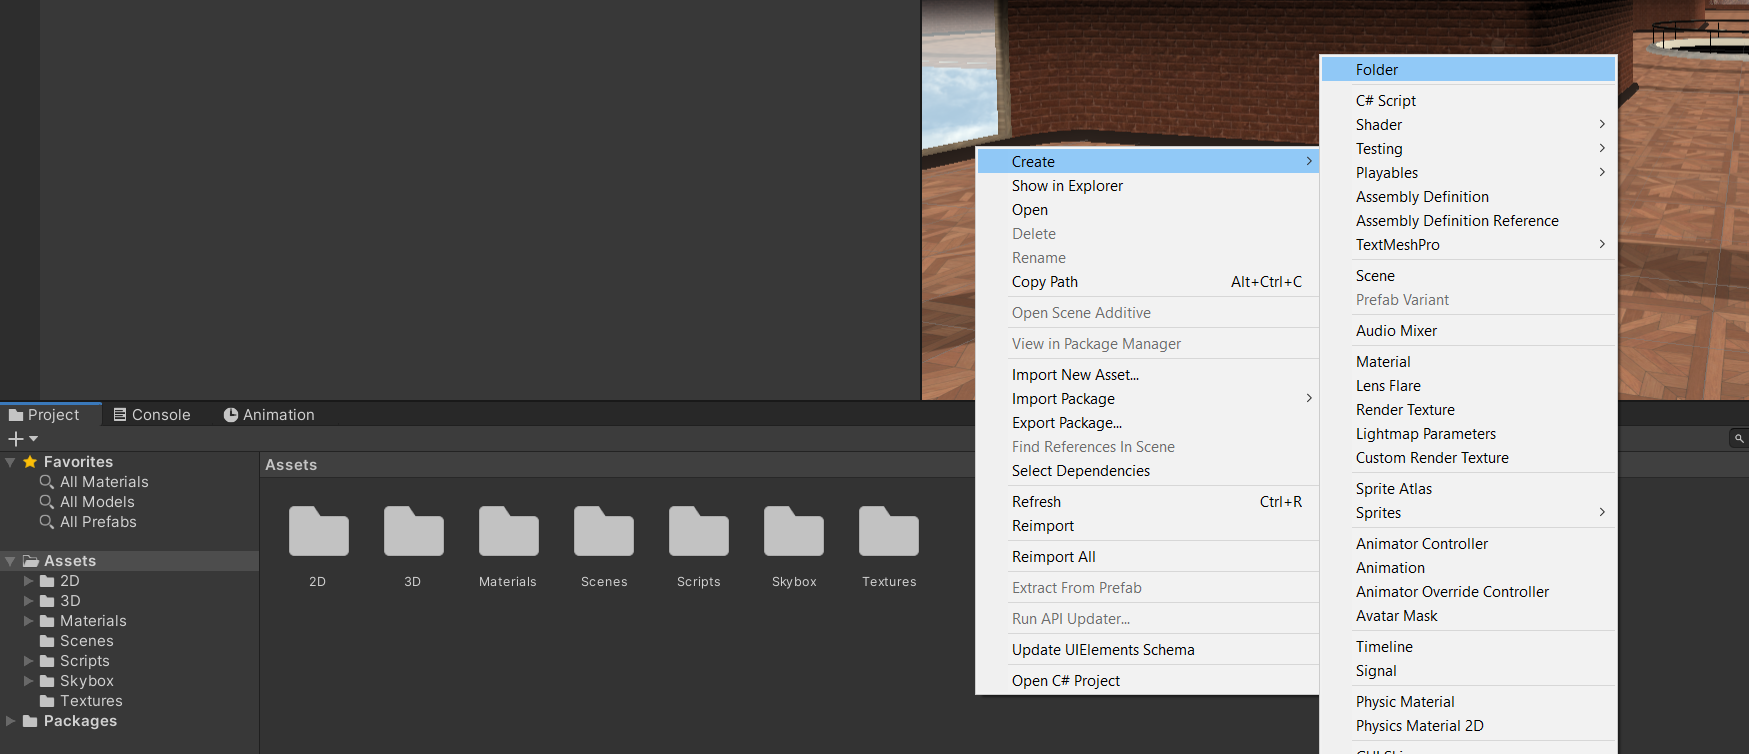 Project
Console
Animation
Favorites
All Materials
All Models
All Prefabs
Assets
2D
3D
Materials
Scenes
Scripts
Skybox
Textures
Packages
Assets
2D
3D
Materials
Scenes
Scripts
Skybox
Textures
Create
Show in Explorer
Open
Delete
Rename
Copy Path Alt+Ctrl+C
Open Scene Additive
View in Package Manager
Import New Asset...
Import Package
Export Package...
Find References In Scene
Select Dependencies
Refresh Ctrl+R
Reimport
Reimport All
Extract From Prefab
Run API Updater...
Update UIElements Schema
Open C# Project
Folder
C# Script
Shader
Testing
Playables
Assembly Definition
Assembly Definition Reference
TextMeshPro
Scene
Prefab Variant
Audio Mixer
Material
Lens Flare
Render Texture
Lightmap Parameters
Custom Render Texture
Sprite Atlas
Sprites
Animator Controller
Animation
Animator Override Controller
Avatar Mask
Timeline
Signal
Physic Material
Physics Material 2D